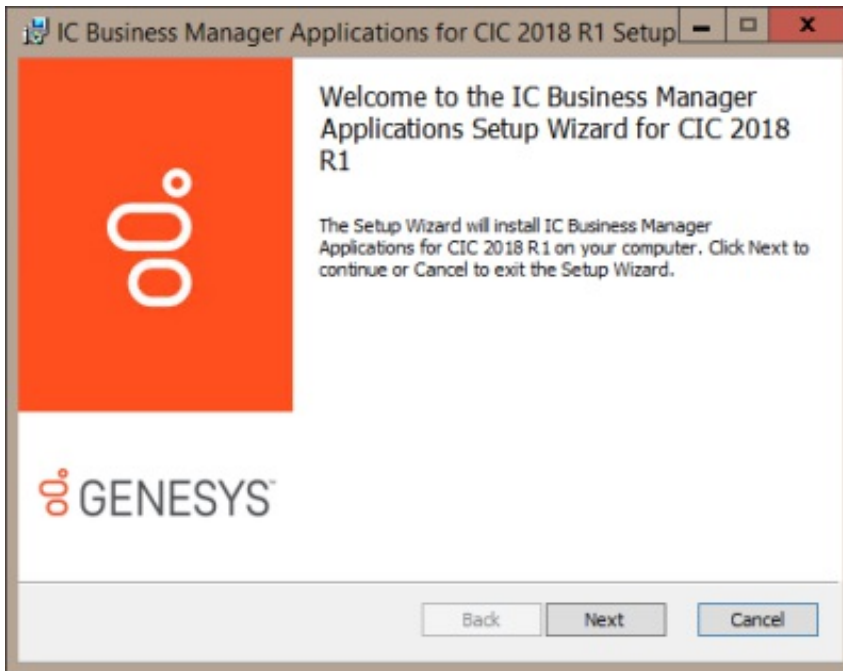 IC Business Manager Applications for CIC 2018 R1 Setup
Welcome to the IC Business Manager
Applications Setup Wizard for CIC 2018
R1
The Setup Wizard will install IC Business Manager
Applications for CIC 2018 R1 on your computer. Click Next to
continue or Cancel to exit the Setup Wizard.
GENESYS™
Back
Next
Cancel